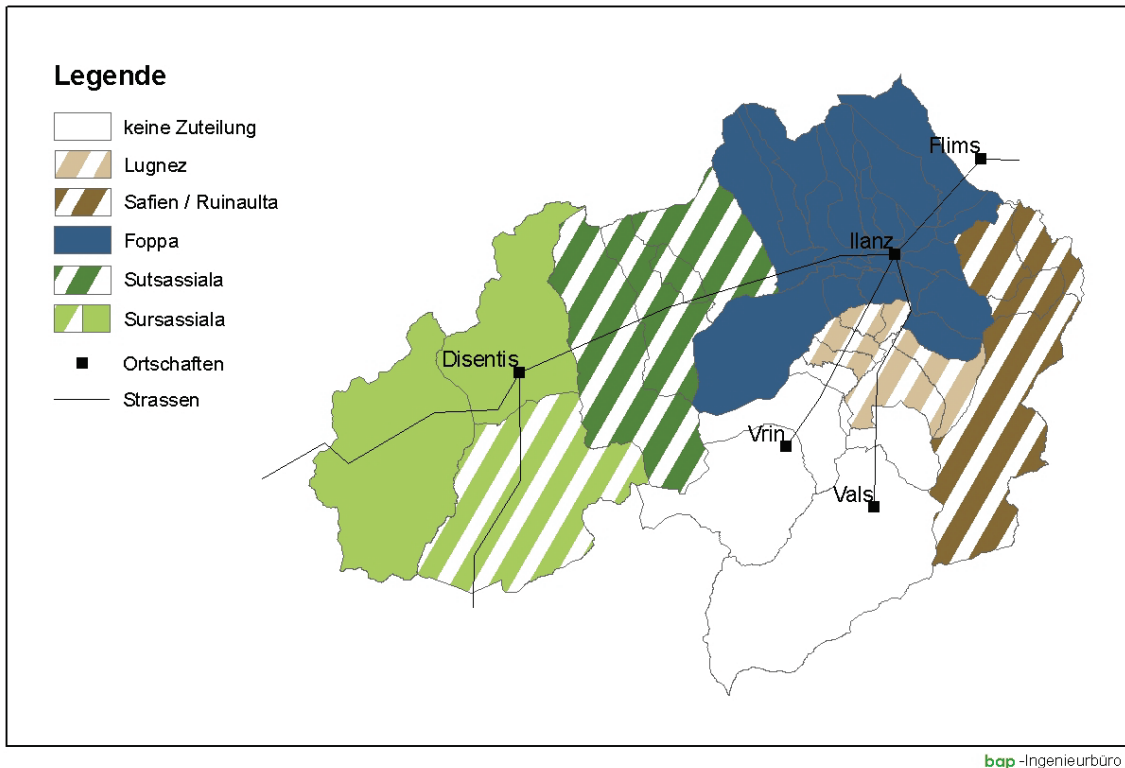 Legende
keine Zuteilung
Lugnez
Safien / Ruinaulta
Foppa
Sutsassiala
Sursassiala
Ortschaften
Strassen
Flims
Ilanz
Disentis
Vrin
Vals
bap -Ingenieurbüro